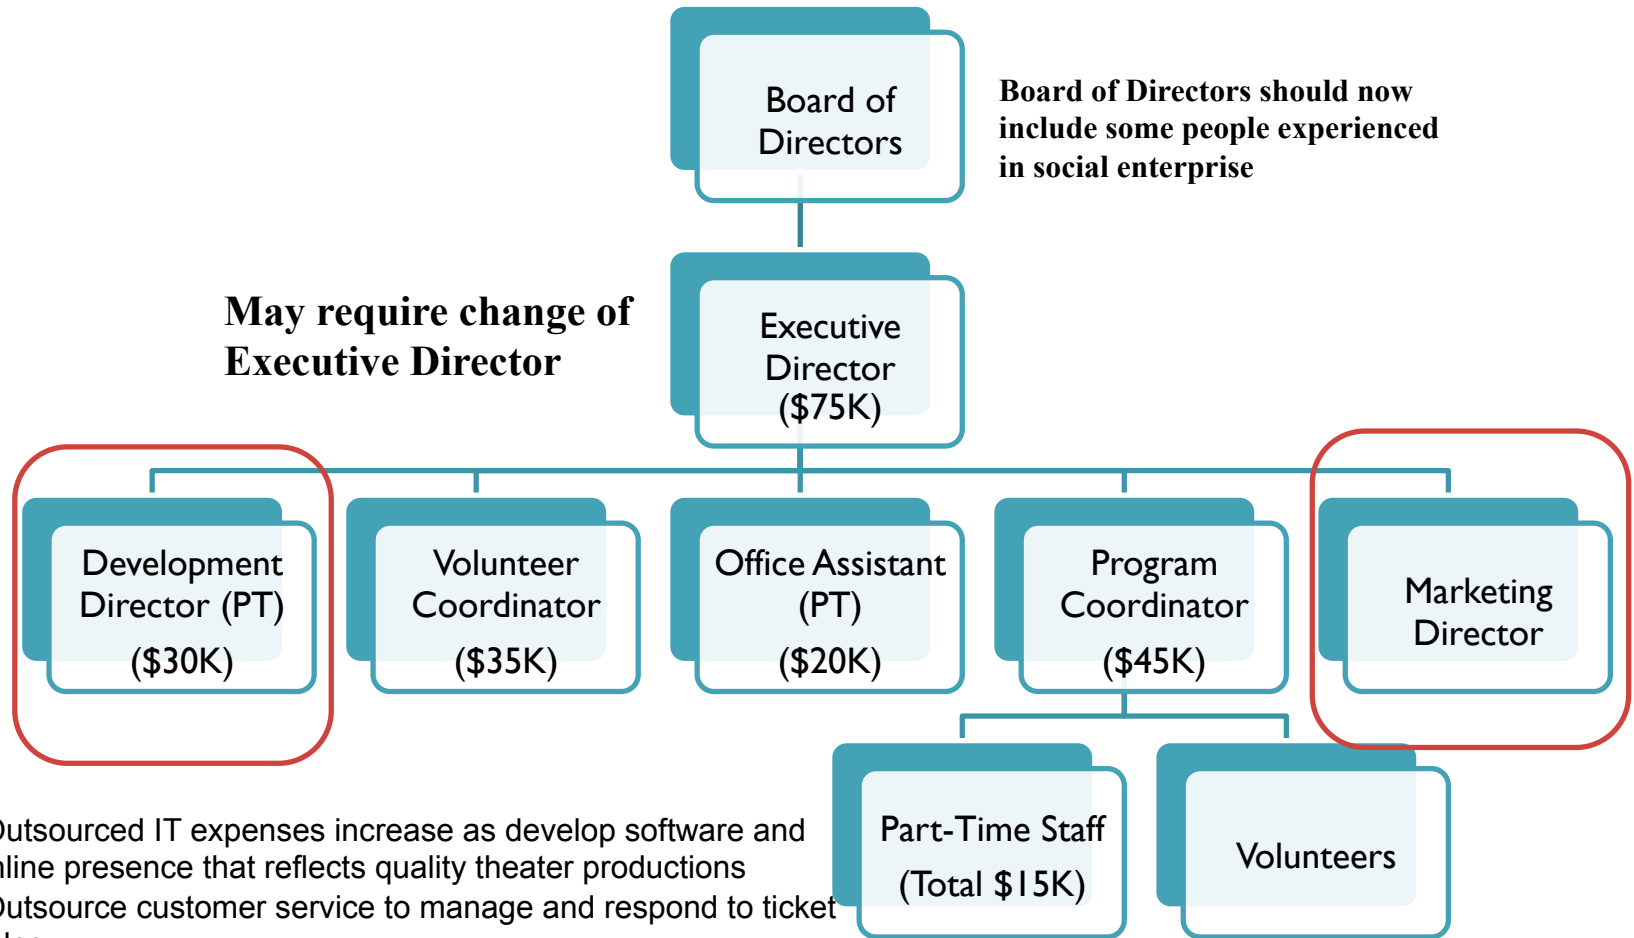 Board of
Directors
Board of Directors should now
include some people experienced
in social enterprise
May require change of
Executive Director
Executive
Director
($75K)
Development
Director (PT)
($30K)
Volunteer
Coordinator
($35K)
Office Assistant
(PT)
($20K)
Program
Coordinator
($45K)
Marketing
Director
Outsourced IT expenses increase as develop software and
presence that reflects quality theater productions
Outsource customer service to manage and respond to ticket
Part-Time Staff
(Total $15K)
Volunteers